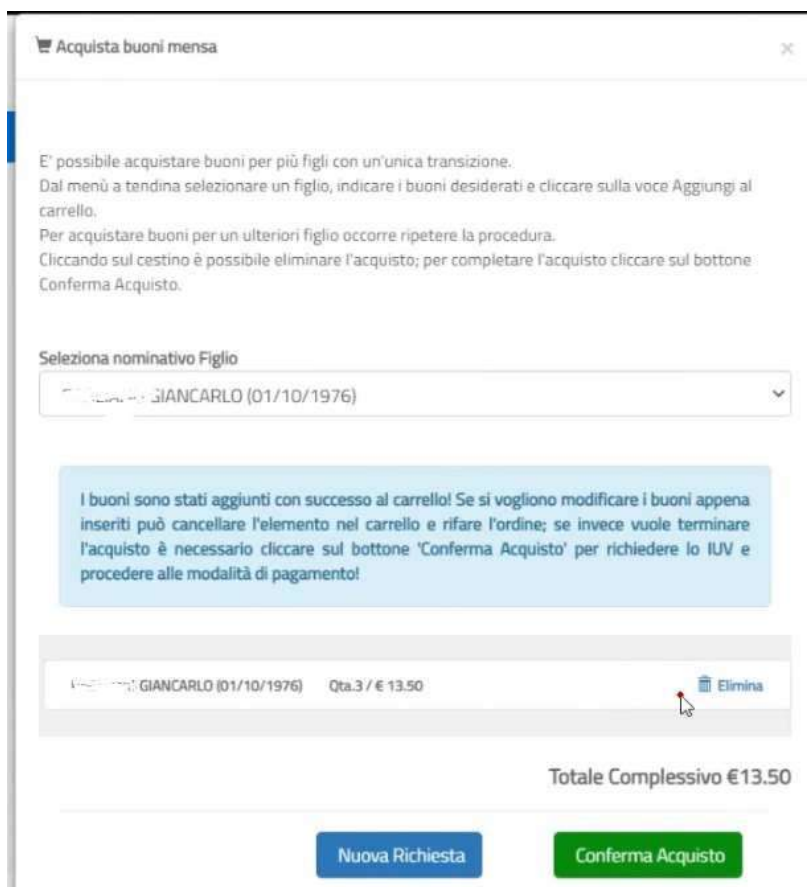 Acquista buoni mensa
×
E' possibile acquistare buoni per più figli con un'unica transizione.
Dal menù a tendina selezionare un figlio, indicare i buoni desiderati e cliccare sulla voce Aggiungi al
carrello.
Per acquistare buoni per un ulteriori figlio occorre ripetere la procedura.
Cliccando sul cestino è possibile eliminare l'acquisto; per completare l'acquisto cliccare sul bottone
Conferma Acquisto.
Seleziona nominativo Figlio
GIANCARLO (01/10/1976)
I buoni sono stati aggiunti con successo al carrello! Se si vogliono modificare i buoni appena
inseriti può cancellare l'elemento nel carrello e rifare l'ordine; se invece vuole terminare
l'acquisto è necessario cliccare sul bottone 'Conferma Acquisto' per richiedere lo IUV e
procedere alle modalità di pagamento!
GIANCARLO (01/10/1976) Qta.3 / € 13.50 Elimina
Totale Complessivo €13.50
Nuova Richiesta Conferma Acquisto